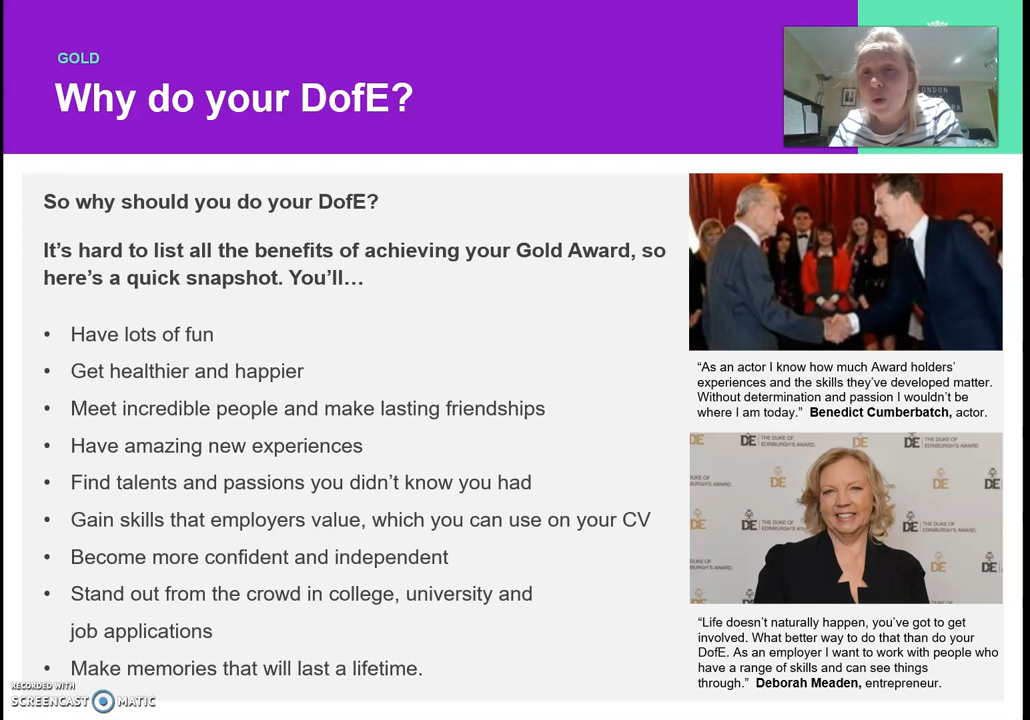 GOLD
Why do your DofE?
LONDON
So why should you do your DofE?
It’s hard to list all the benefits of achieving your Gold Award, so
here’s a quick snapshot. You’ll…
• Have lots of fun
• Get healthier and happier
• Meet incredible people and make lasting friendships
• Have amazing new experiences
• Find talents and passions you didn’t know you had
• Gain skills that employers value, which you can use on your CV
• Become more confident and independent
• Stand out from the crowd in college, university and
job applications
• Make memories that will last a lifetime.
“As an actor I know how much Award holders’
experiences and the skills they’ve developed matter.
Without determination and passion I wouldn’t be
where I am today.” Benedict Cumberbatch, actor.
DE THE DUKE OF EDINBURGH'S AWARD.
“Life doesn’t naturally happen, you’ve got to get
involved. What better way to do that than do your
DofE. As an employer I want to work with people who
have a range of skills and can see things
through.” Deborah Meaden, entrepreneur.
RECORDED WITH
SCREENCAST MATIC